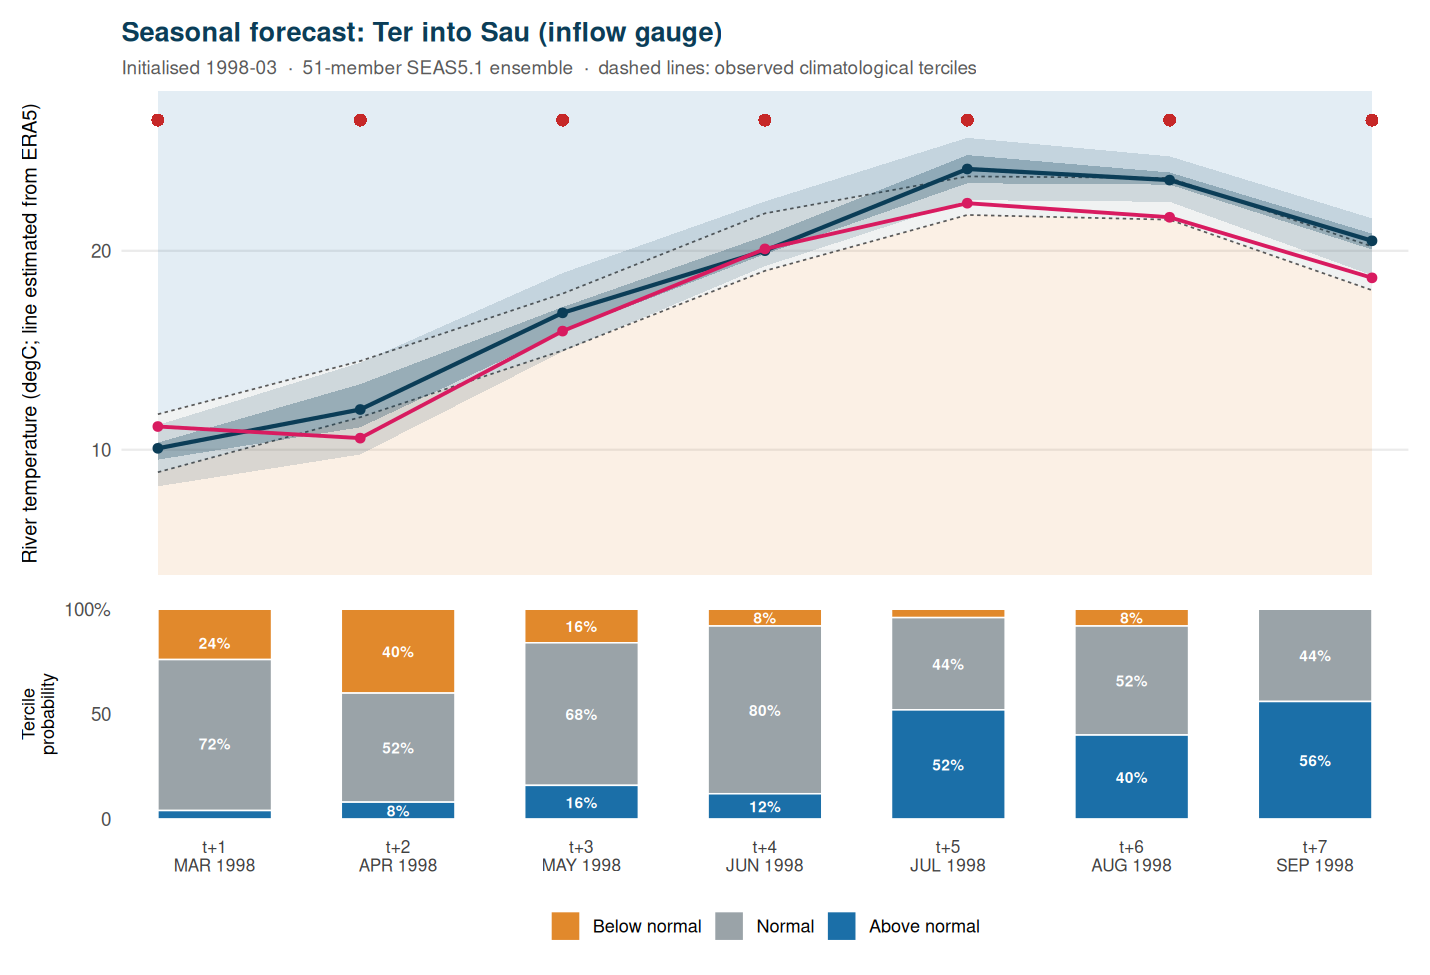 Seasonal forecast: Ter into Sau (inflow gauge)
Initialised 1998-03 · 51-member SEAS5.1 ensemble · dashed lines: observed climatological terciles
River temperature (degC; line estimated from ERA5)
20
10
Tercile
probability
100%
50
0
24%
72%
40%
52%
8%
16%
68%
16%
8%
80%
12%
44%
52%
8%
52%
40%
44%
56%
t+1
MAR 1998
t+2
APR 1998
t+3
MAY 1998
t+4
JUN 1998
t+5
JUL 1998
t+6
AUG 1998
t+7
SEP 1998
Below normal
Normal
Above normal